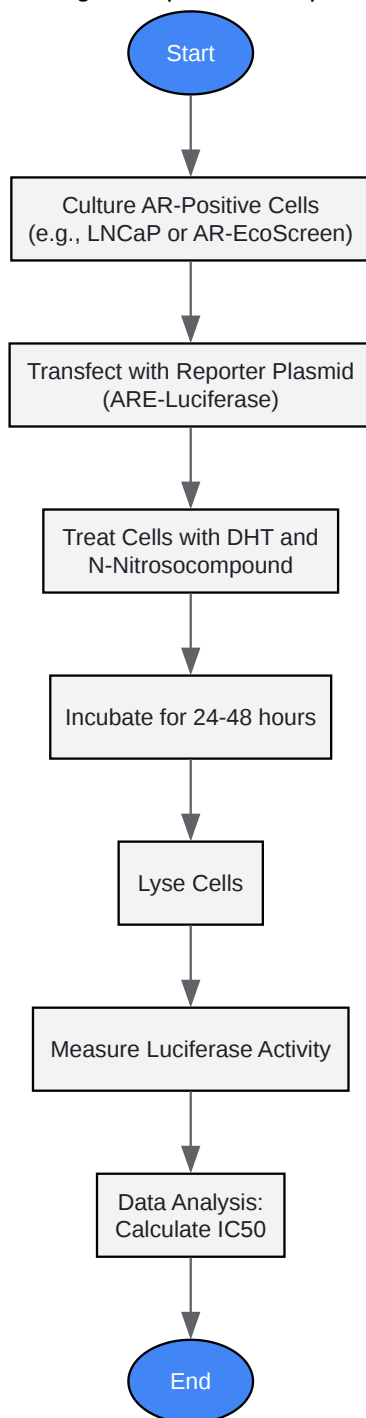 Start
Culture AR-Positive Cells
(e.g., LNCaP or AR-EcoScreen)
Transfect with Reporter Plasmid
(ARE-Luciferase)
Treat Cells with DHT and
N-Nitrosocompound
Incubate for 24-48 hours
Lyse Cells
Measure Luciferase Activity
Data Analysis:
Calculate IC50
End